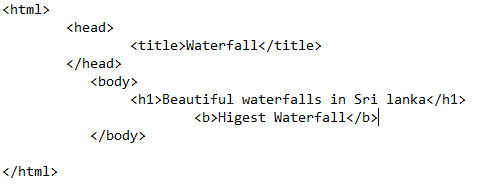 <html>
<head>
<title>Waterfall</title>
</head>
<body>
<h1>Beautiful waterfalls in Sri lanka</h1>
<b>Higest Waterfall</b>
</body>
</html>